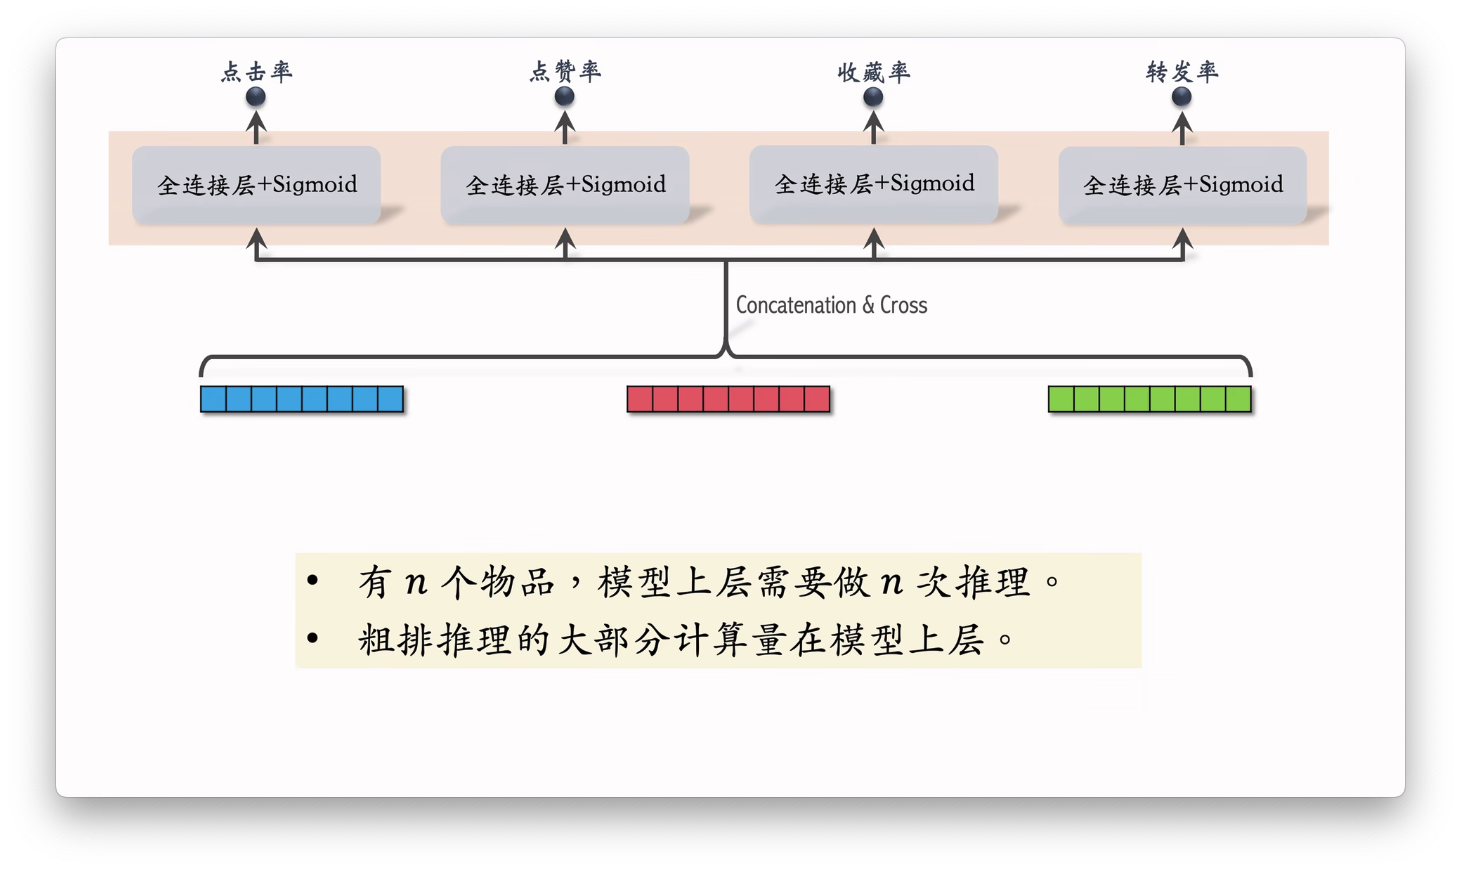 点击率 点赞率 收藏率 转发率
全连接层+Sigmoid 全连接层+Sigmoid 全连接层+Sigmoid 全连接层+Sigmoid
Concatenation & Cross
• 有 n 个物品，模型上层需要做 n 次推理。
• 粗排推理的大部分计算量在模型上层。